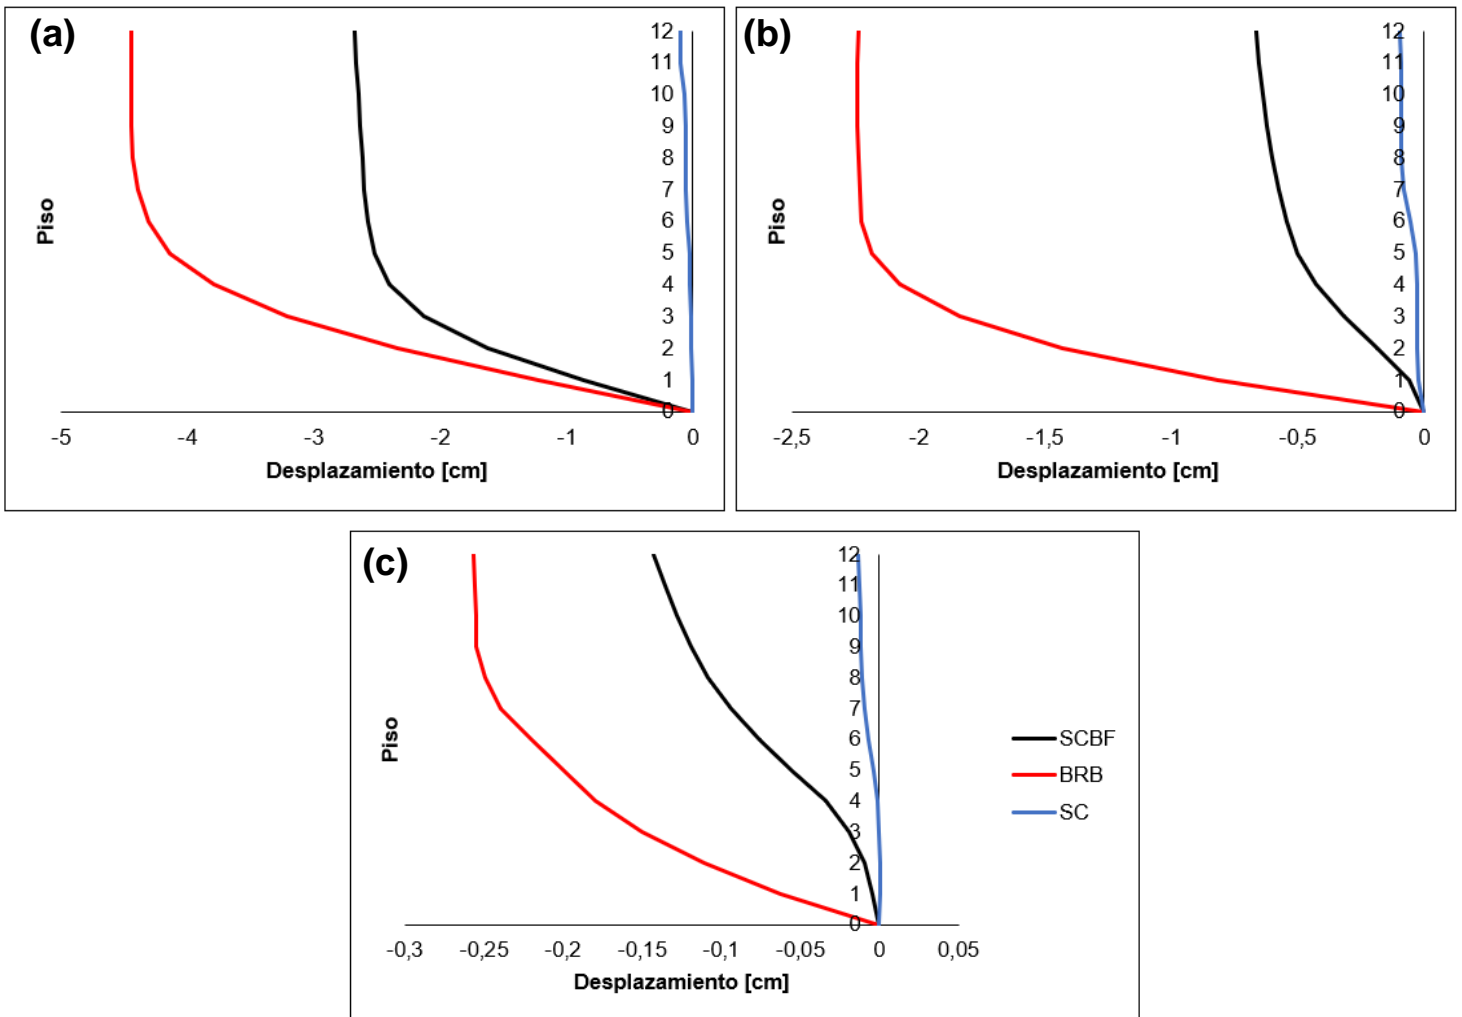 (a)
12
11
10
9
8
7
6
5
4
3
2
1
0
Piso
-5 -4 -3 -2 -1 0
Desplazamiento [cm]
(b)
12
11
10
9
8
7
6
5
4
3
2
1
0
Piso
-2,5 -2 -1,5 -1 -0,5 0
Desplazamiento [cm]
(c)
12
11
10
9
8
7
6
5
4
3
2
1
0
Piso
-0,3 -0,25 -0,2 -0,15 -0,1 -0,05 0 0,05
Desplazamiento [cm]
SCBF
BRB
SC